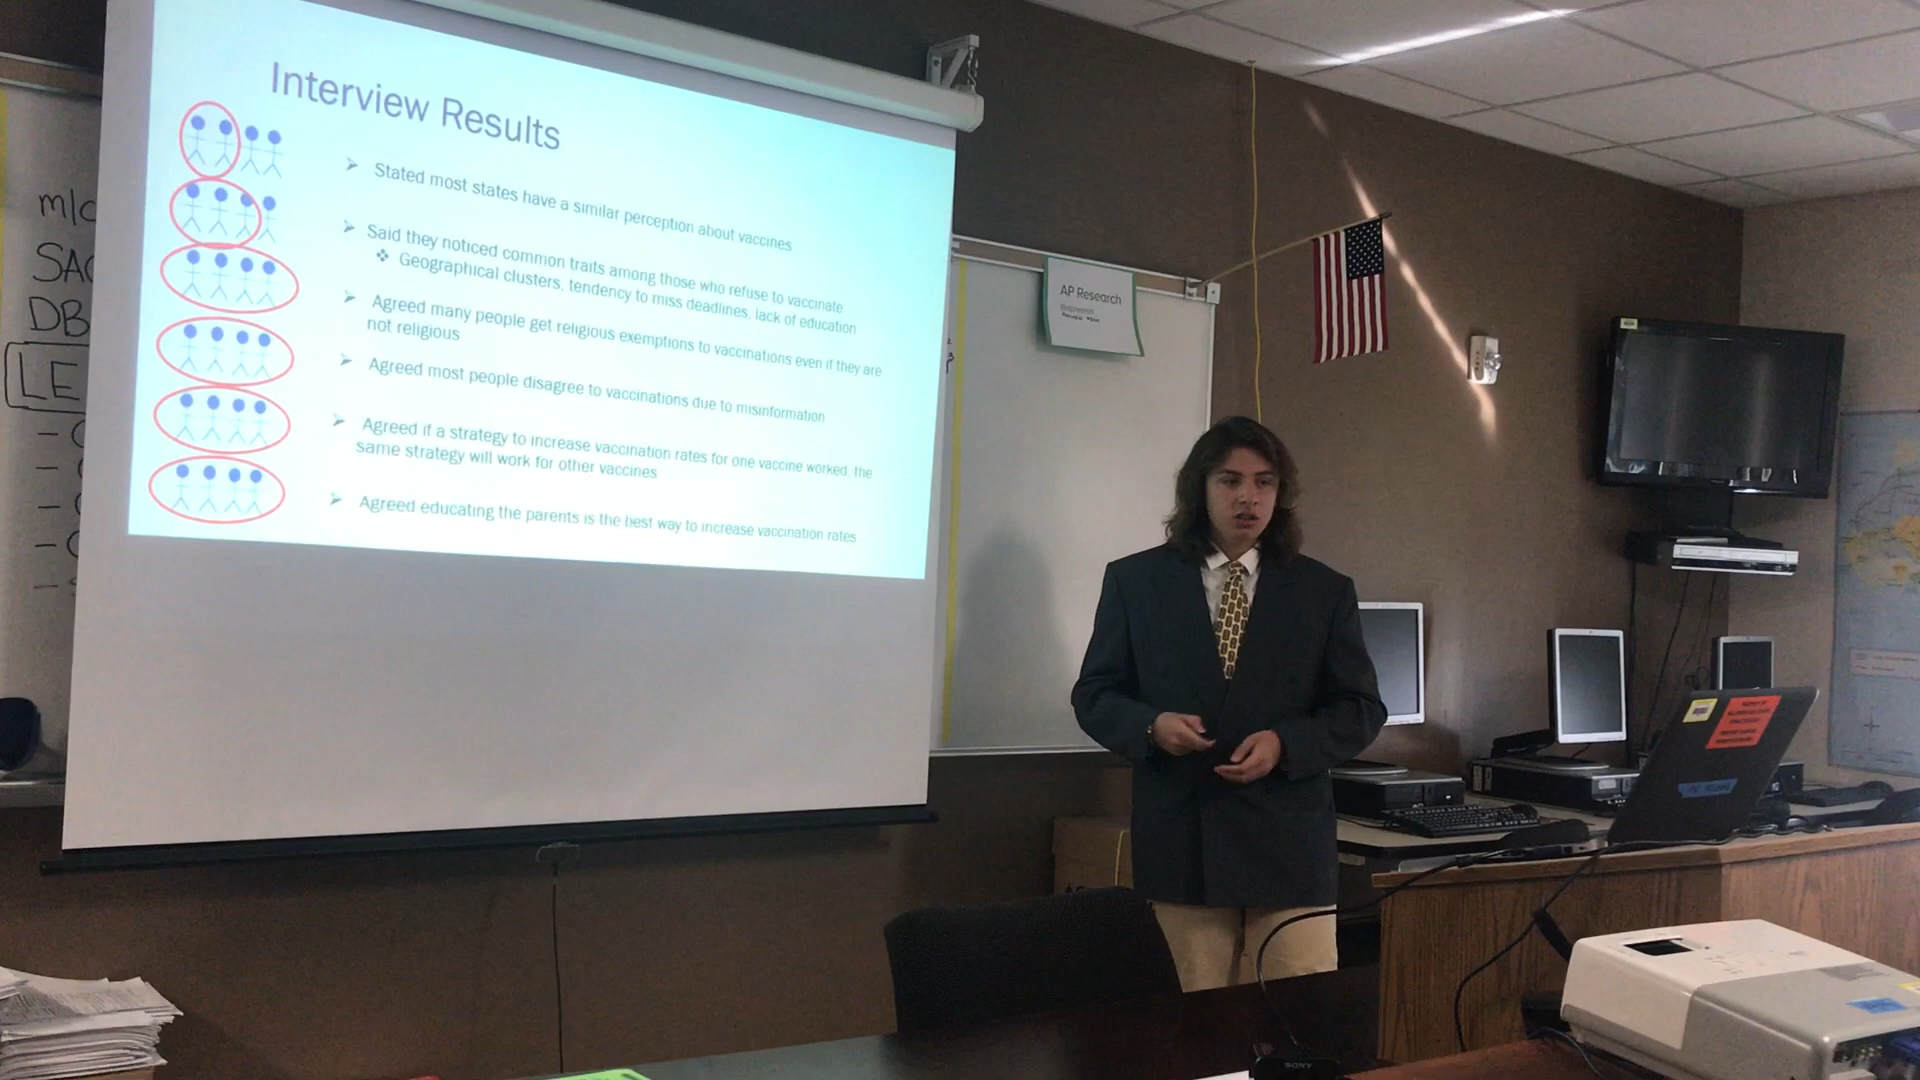 Interview Results
Stated most states have a similar perception about vaccines
Said they noticed common traits among those who refuse to vaccinate
Geographical clusters, tendency to miss deadlines, lack of education
Agreed many people get religious exemptions to vaccinations even if they are
not religious
Agreed most people disagree to vaccinations due to misinformation
Agreed if a strategy to increase vaccination rates for one vaccine worked, the
same strategy will work for other vaccines
Agreed educating the parents is the best way to increase vaccination rates
DB
LE
AP Research
SONY